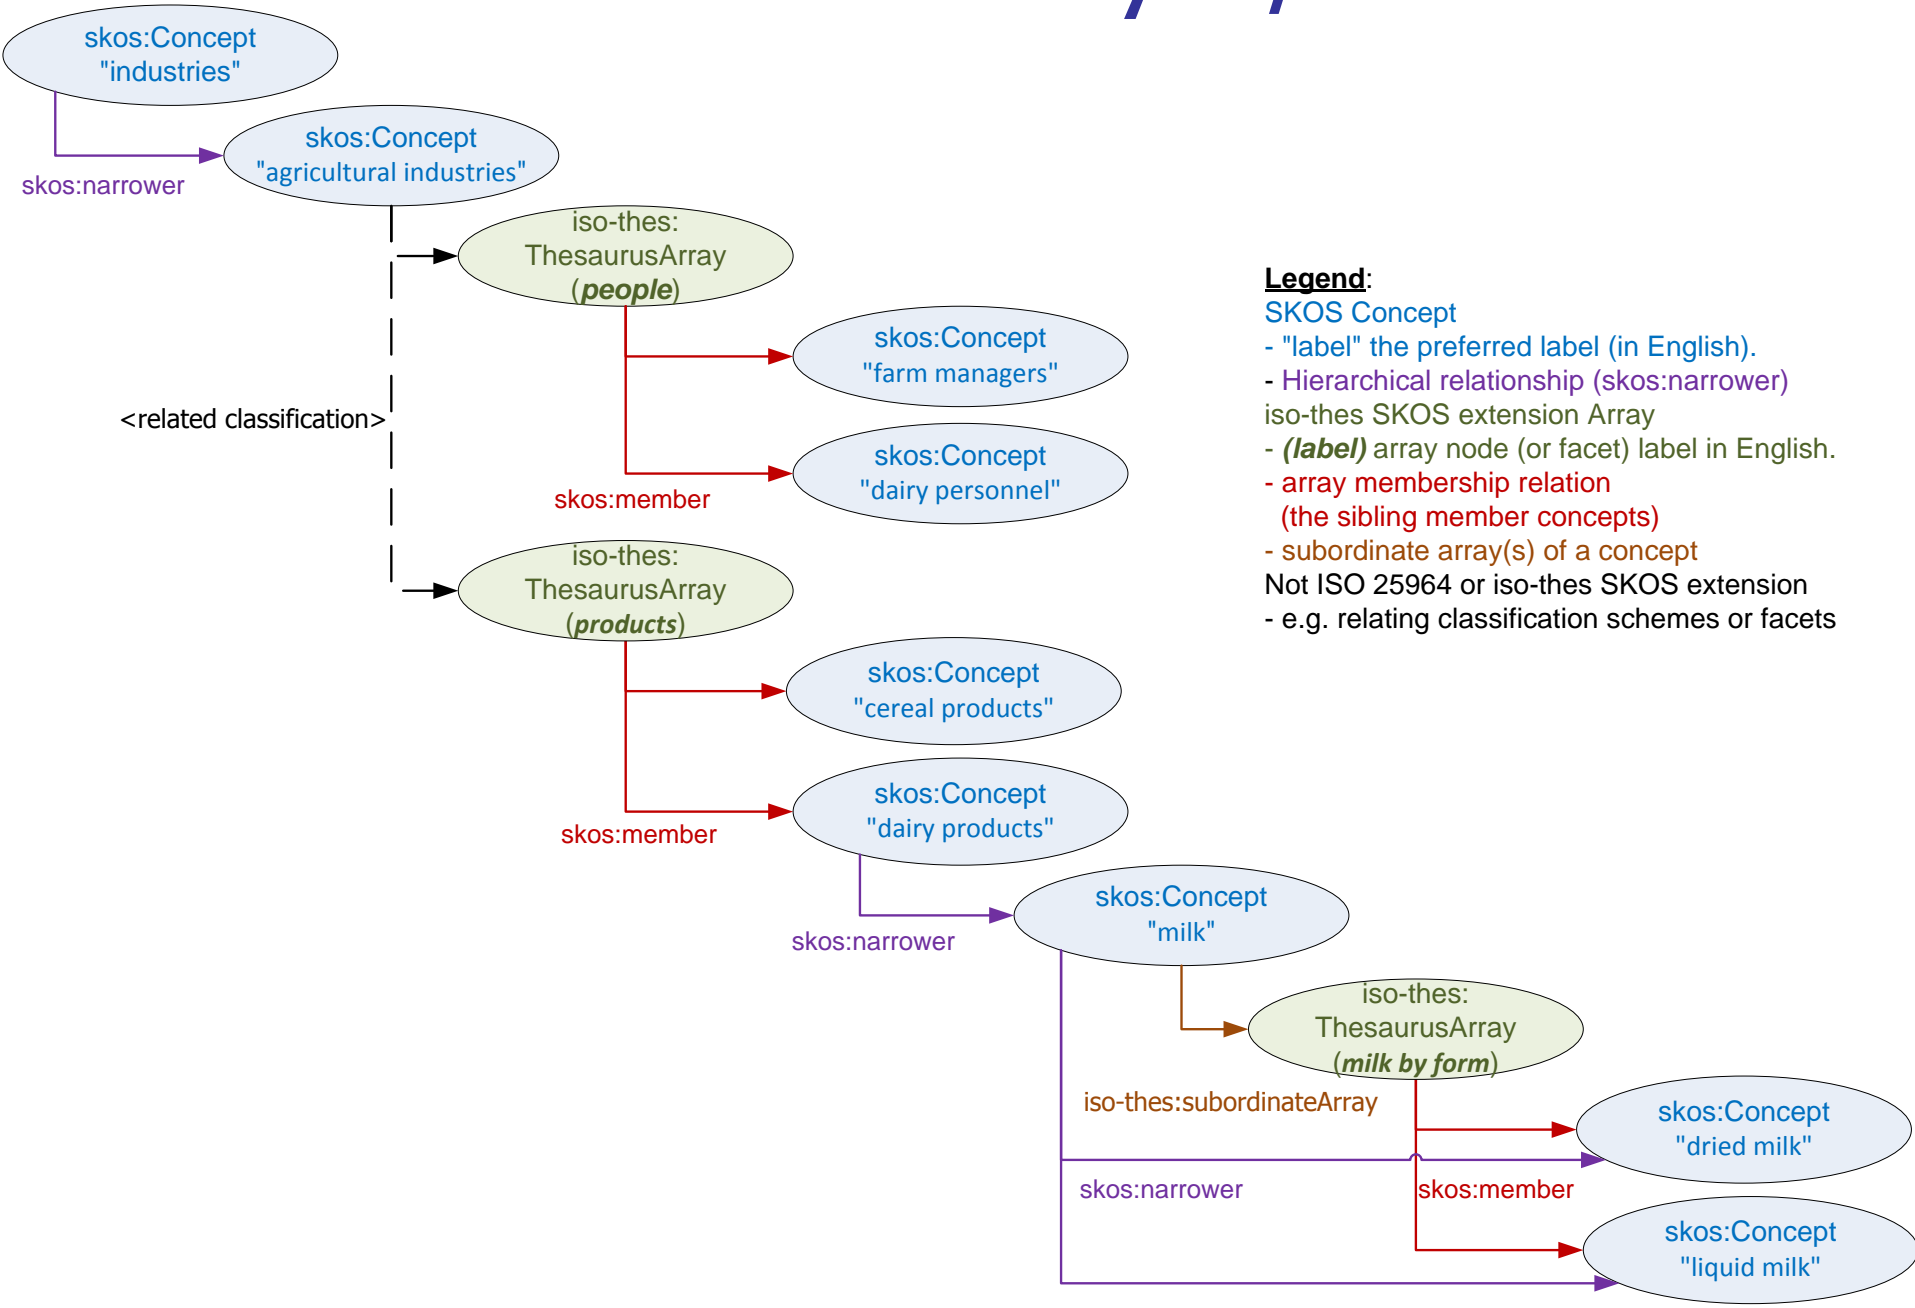 skos:Concept
"industries"
skos:Concept
"agricultural industries"
skos:narrower
iso-thes:
ThesaurusArray
(people)
skos:Concept
"farm managers"
<related classification>
skos:Concept
"dairy personnel"
skos:member
iso-thes:
ThesaurusArray
(products)
skos:Concept
"cereal products"
skos:Concept
"dairy products"
skos:member
skos:Concept
"milk"
skos:narrower
iso-thes:
ThesaurusArray
(milk by form)
iso-thes:subordinateArray
skos:Concept
"dried milk"
skos:narrower
skos:member
skos:Concept
"liquid milk"
Legend:
SKOS Concept
- "label" the preferred label (in English).
- Hierarchical relationship (skos:narrower)
iso-thes SKOS extension Array
- (label) array node (or facet) label in English.
- array membership relation
(the sibling member concepts)
- subordinate array(s) of a concept
Not ISO 25964 or iso-thes SKOS extension
- e.g. relating classification schemes or facets